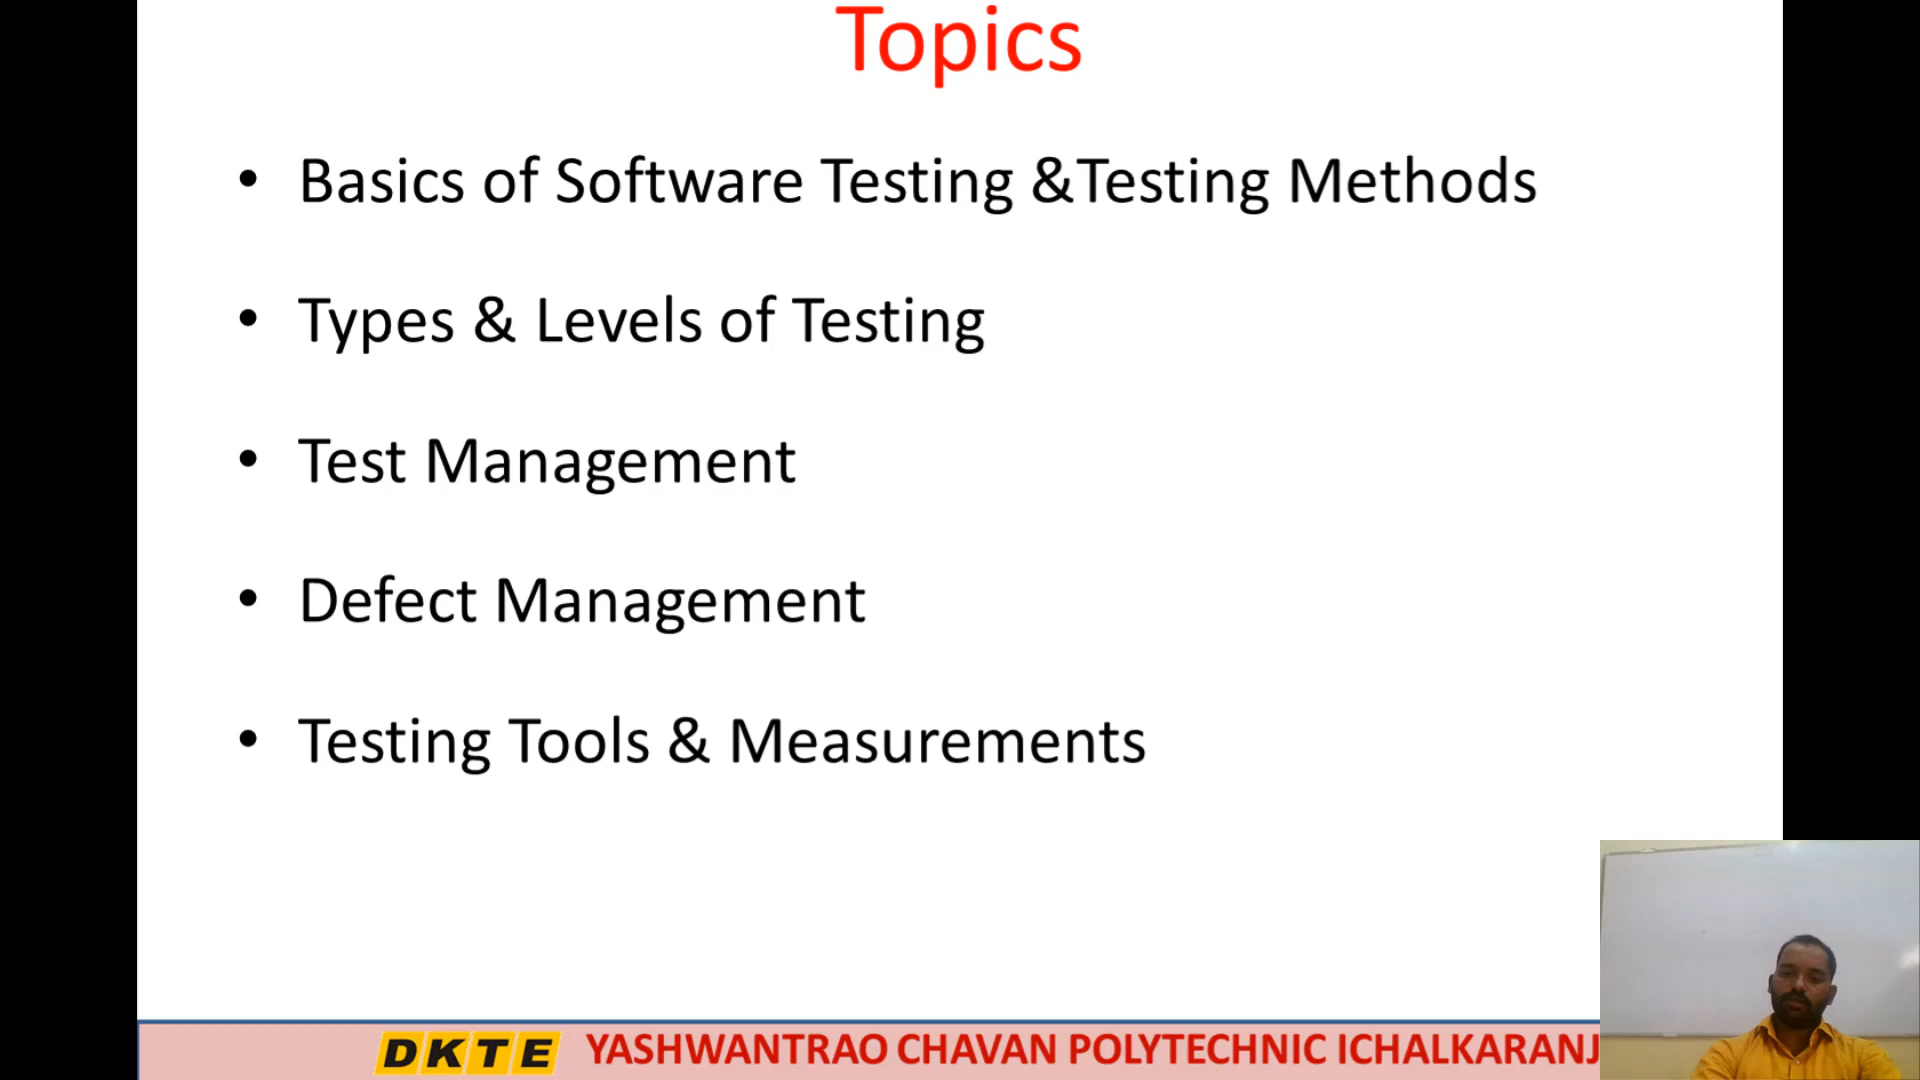 Topics
• Basics of Software Testing &Testing Methods
• Types & Levels of Testing
• Test Management
• Defect Management
• Testing Tools & Measurements
DKTE YASHWANTRAO CHAVAN POLYTECHNIC ICHALKARANJ